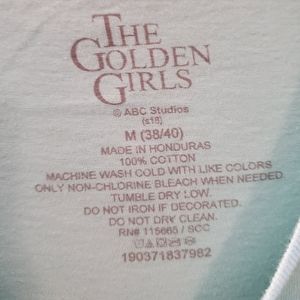 THE
GOLDEN
GIRLS
© ABC Studios
(s18)
M (38/40)
MADE IN HONDURAS
100% COTTON
MACHINE WASH COLD WITH LIKE COLORS
ONLY NON-CHLORINE BLEACH WHEN NEEDED
TUMBLE DRY LOW.
DO NOT IRON IF DECORATED.
DO NOT DRY CLEAN.
RN# 115665 / SCC
190371837982